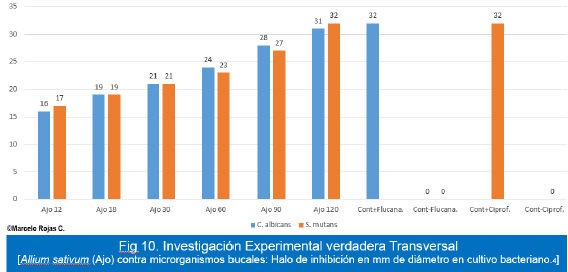 35
30
25
20
15
10
5
0
16 17 19 19 21 21 24 23 28 27 31 32 32 0 0 32 0
Ajo 12 Ajo 18 Ajo 30 Ajo 60 Ajo 90 Ajo 120 Cont+Flucana. Cont-Flucana. Cont+Ciprof. Cont-Ciprof.
©Marcelo Rojas C.
C. albicans S. mutans
Fig.10. Investigación Experimental verdadera Transversal
[Allium sativum (Ajo) contra microrganismos bucales: Halo de inhibición en mm de diámetro en cultivo bacteriano.4]